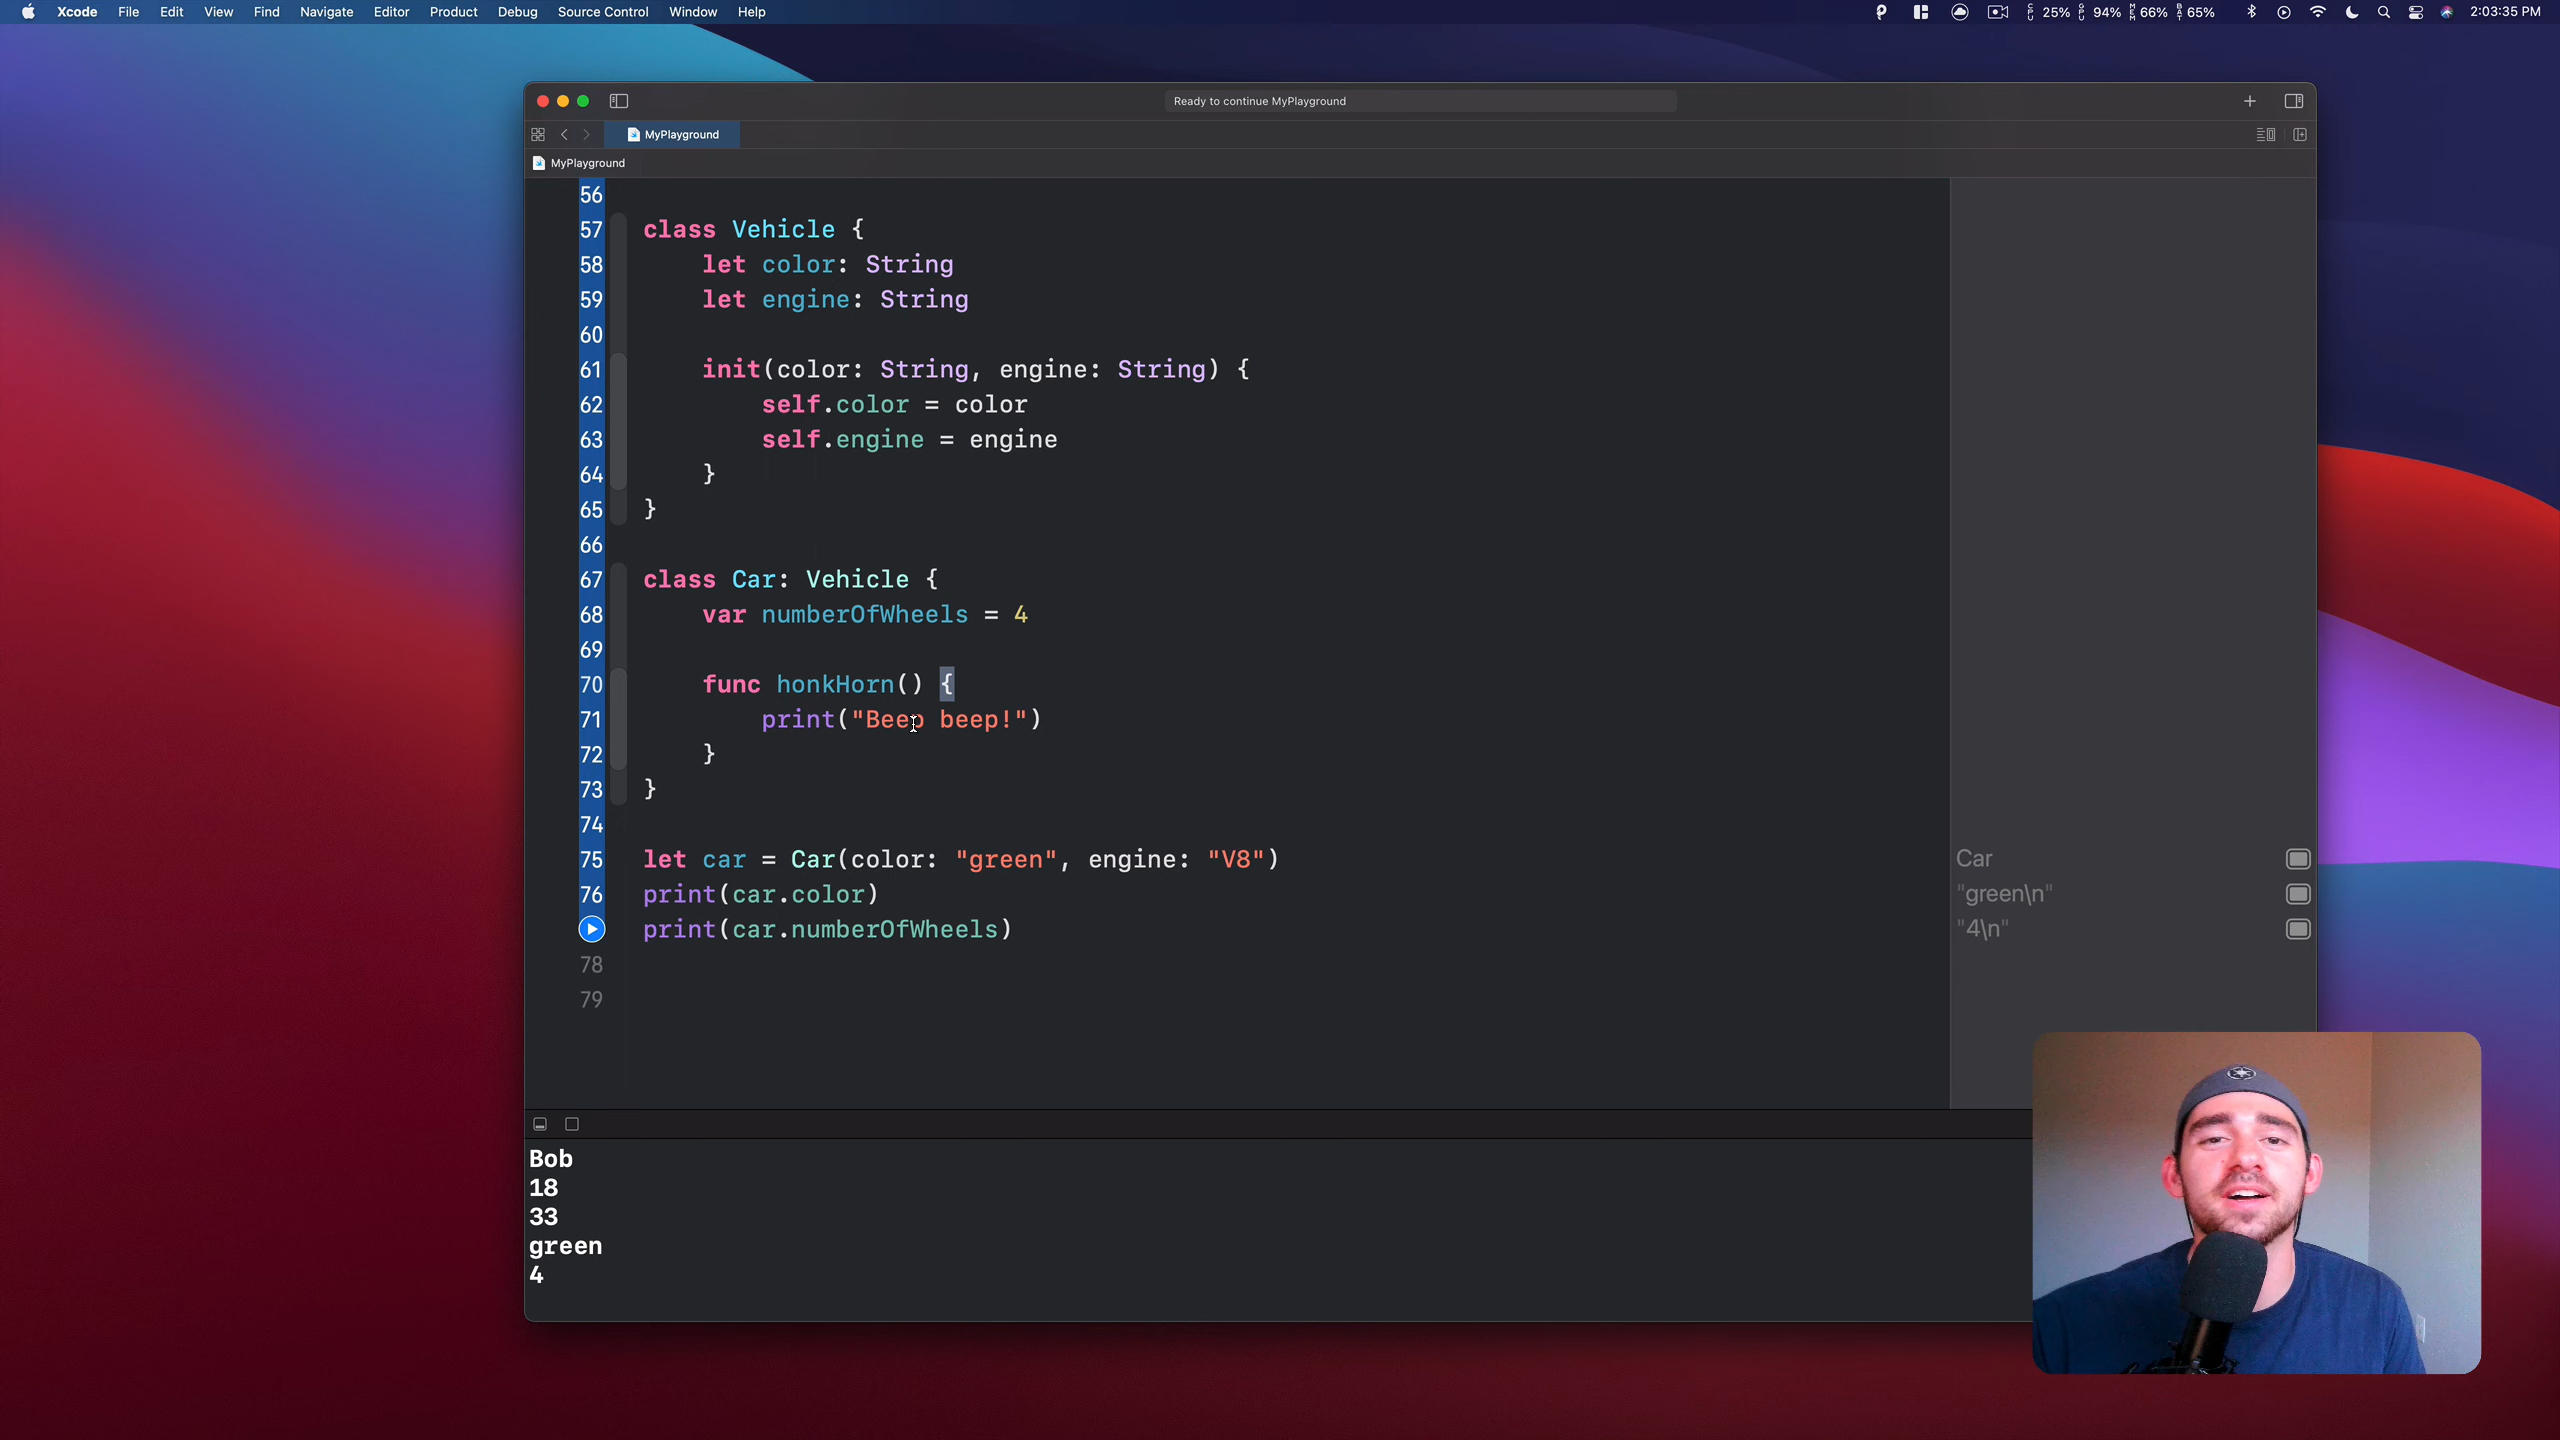 Xcode File Edit View Find Navigate Editor Product Debug Source Control Window Help
CPU 25% GPU 94% MEM 66% BAT 65% 2:03:35 PM
Ready to continue MyPlayground
MyPlayground
MyPlayground
56
57 class Vehicle {
58 let color: String
59 let engine: String
60
61 init(color: String, engine: String) {
62 self.color = color
63 self.engine = engine
64 }
65 }
66
67 class Car: Vehicle {
68 var numberOfWheels = 4
69
70 func honkHorn() {
71 print("Beep beep!")
72 }
73 }
74
75 let car = Car(color: "green", engine: "V8") Car
76 print(car.color) "green\n"
print(car.numberOfWheels) "4\n"
78
79
Bob
18
33
green
4